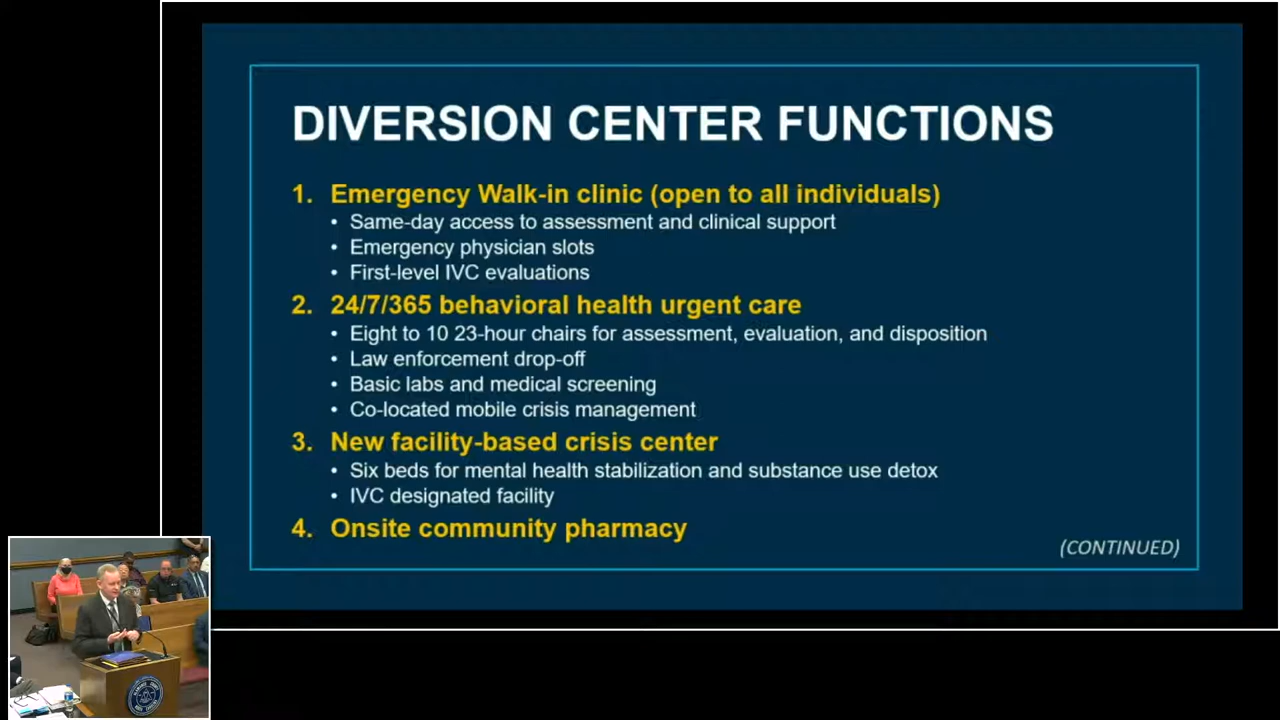 DIVERSION CENTER FUNCTIONS
1. Emergency Walk-in clinic (open to all individuals)
• Same-day access to assessment and clinical support
• Emergency physician slots
• First-level IVC evaluations
2. 24/7/365 behavioral health urgent care
• Eight to 10 23-hour chairs for assessment, evaluation, and disposition
• Law enforcement drop-off
• Basic labs and medical screening
• Co-located mobile crisis management
3. New facility-based crisis center
• Six beds for mental health stabilization and substance use detox
• IVC designated facility
4. Onsite community pharmacy
(CONTINUED)